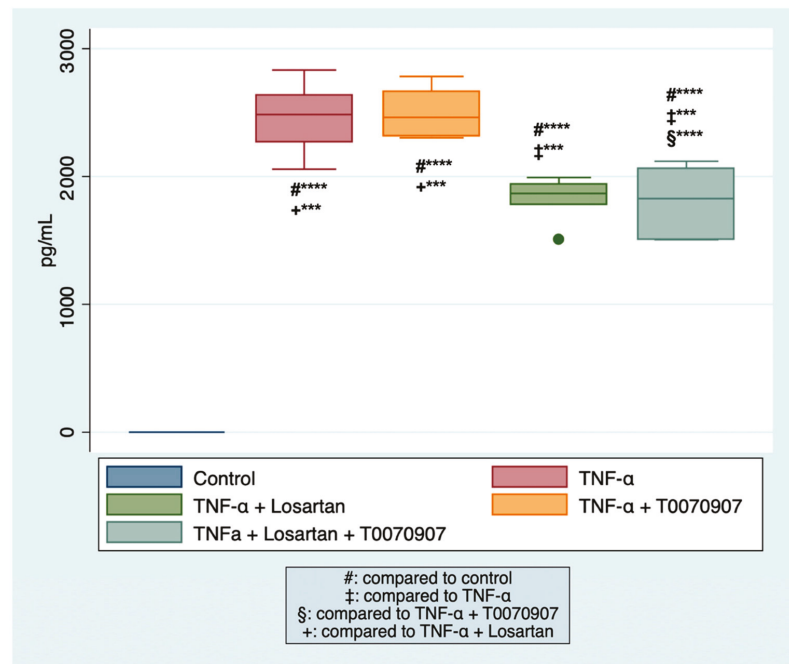 3000
2000
1000
0
pg/mL
#****
+***
#****
+***
#****
‡***
#****
‡***
§****
Control
TNF-α
TNF-α + Losartan
TNF-α + T0070907
TNFa + Losartan + T0070907
#: compared to control
‡: compared to TNF-α
§: compared to TNF-α + T0070907
+: compared to TNF-α + Losartan